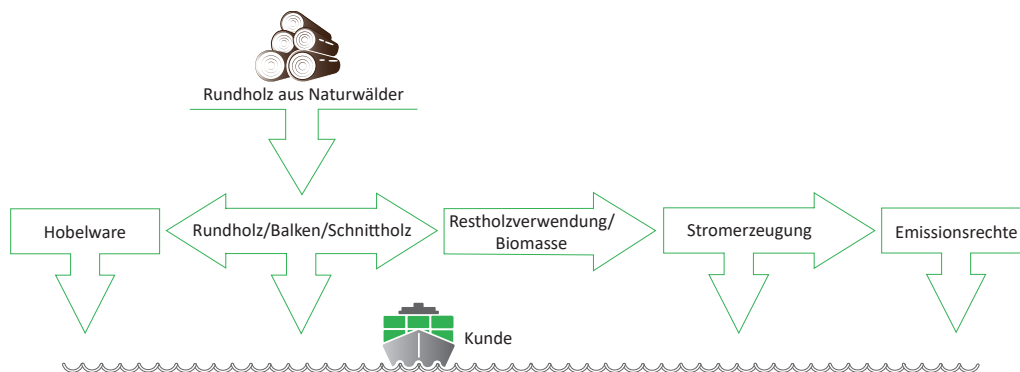 Rundholz aus Naturwälder
Hobelware
Rundholz/Balken/Schnittholz
Restholzverwendung/
Biomasse
Stromerzeugung
Emissionsrechte
Kunde